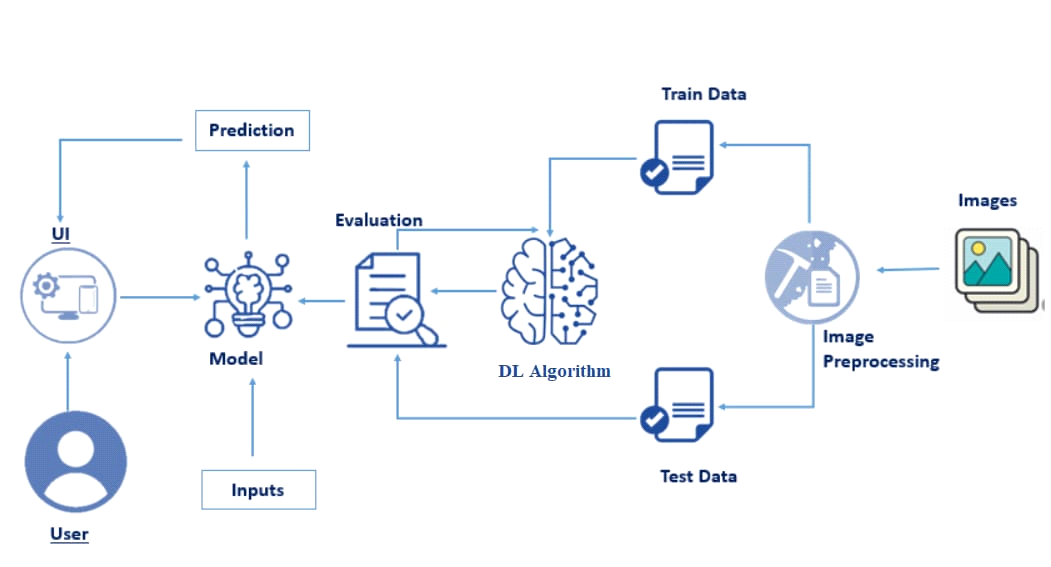 Train Data
Prediction
Images
Evaluation
UI
Image
Preprocessing
Model
DL Algorithm
Test Data
Inputs
User